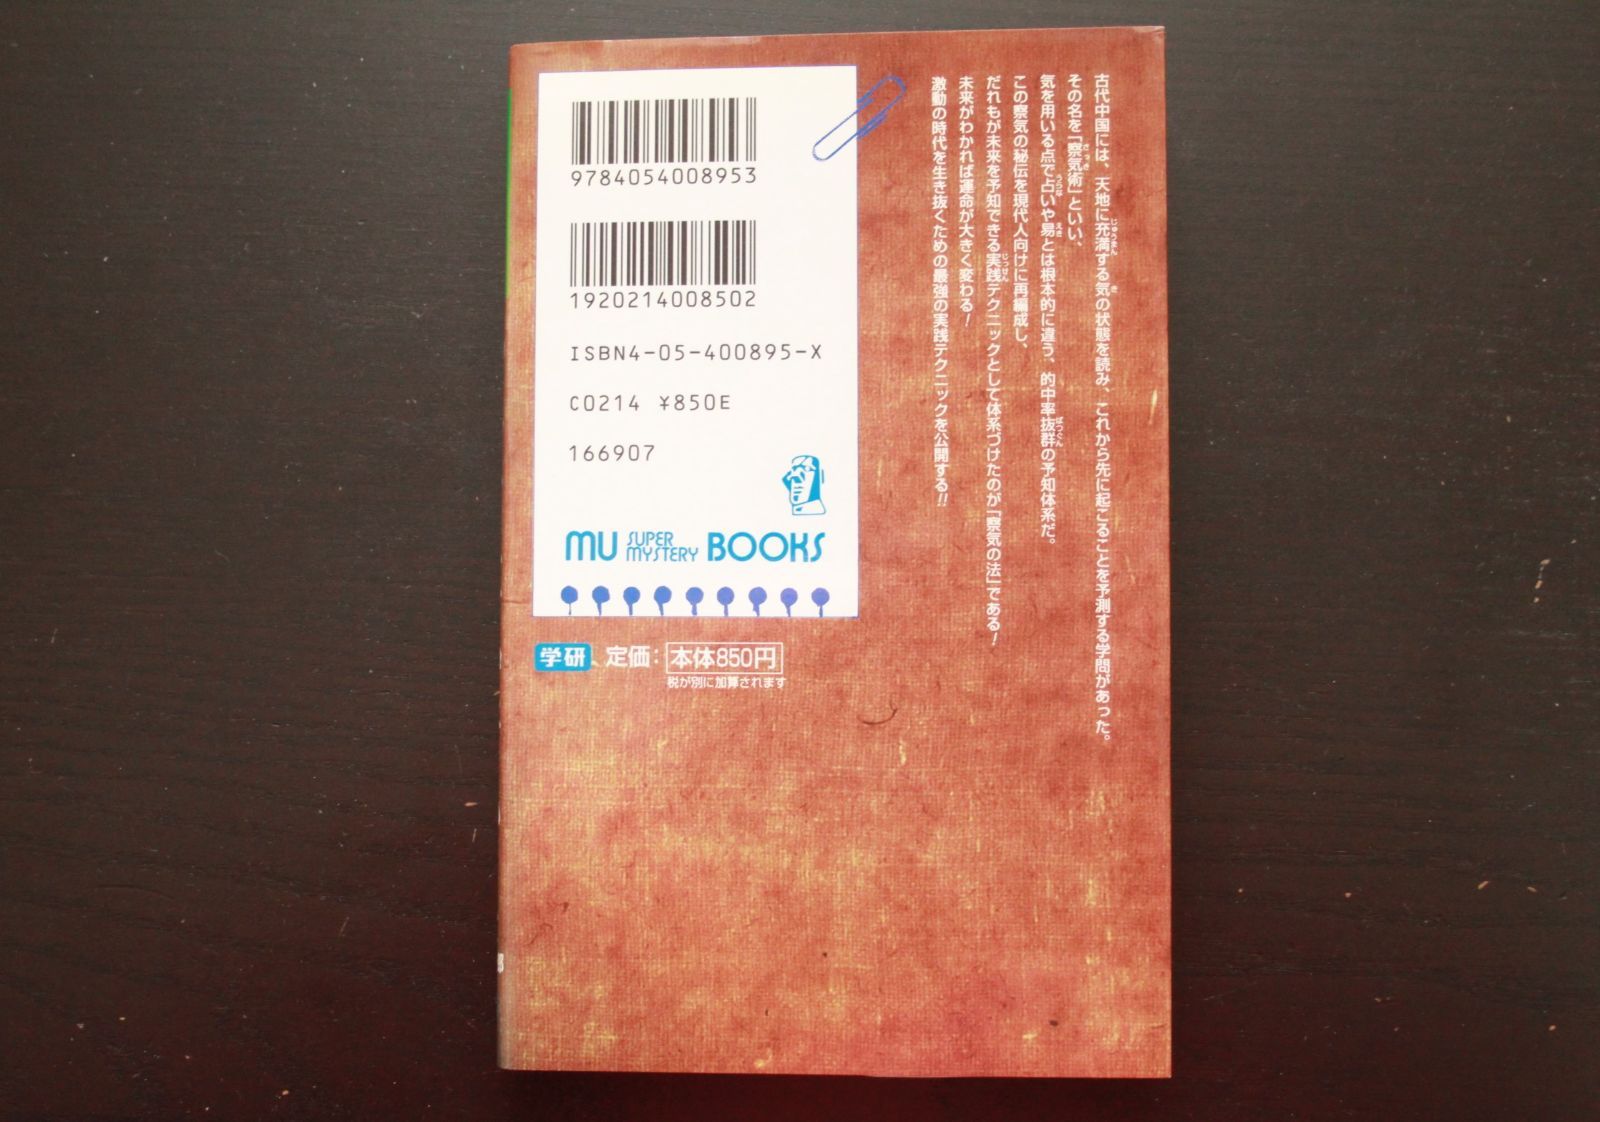 古代中国には、天地に充満する気の状態を読み、これから先に起こることを予測する学問があった。
その名を「察気術」といい、
気を用いる点で占いや易とは根本的に違う、的中率抜群の予知体系だ。
この察気の秘伝を現代人向けに再編成し、
だれもが未来を予知できる実践テクニックとして体系づけたのが「察気の法」である!
未来がわかれば運命が大きく変わる!
激動の時代を生き抜くための最強の実践テクニックを公開する!!
9784054008953
1920214008502
ISBN4-05-400895-X
C0214 ¥850E
166907
MU SUPER MYSTERY BOOKS
学研 定価:本体850円
税が別に加算されます